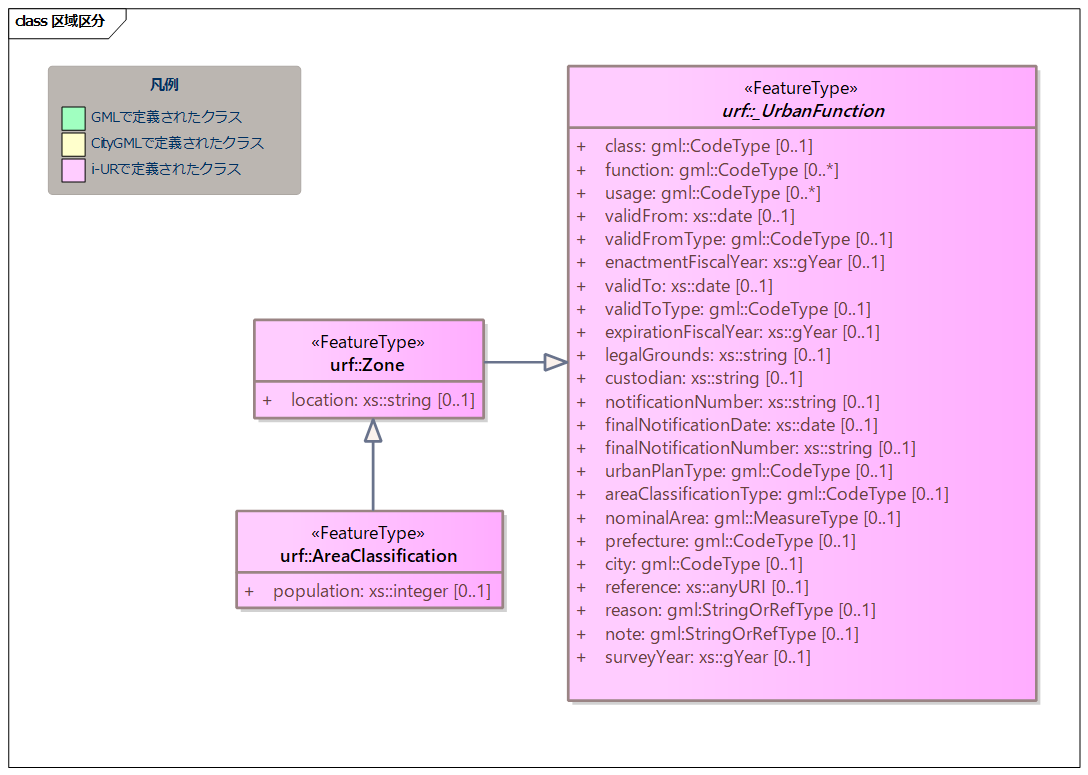 class 区域区分
凡例
GMLで定義されたクラス
CityGMLで定義されたクラス
i-URで定義されたクラス
«FeatureType»
urf::_UrbanFunction
+ class: gml::CodeType [0..1]
+ function: gml::CodeType [0..*]
+ usage: gml::CodeType [0..*]
+ validFrom: xs::date [0..1]
+ validFromType: gml::CodeType [0..1]
+ enactmentFiscalYear: xs::gYear [0..1]
+ validTo: xs::date [0..1]
+ validToType: gml::CodeType [0..1]
+ expirationFiscalYear: xs::gYear [0..1]
+ legalGrounds: xs::string [0..1]
+ custodian: xs::string [0..1]
+ notificationNumber: xs::string [0..1]
+ finalNotificationDate: xs::date [0..1]
+ finalNotificationNumber: xs::string [0..1]
+ urbanPlanType: gml::CodeType [0..1]
+ areaClassificationType: gml::CodeType [0..1]
+ nominalArea: gml::MeasureType [0..1]
+ prefecture: gml::CodeType [0..1]
+ city: gml::CodeType [0..1]
+ reference: xs::anyURI [0..1]
+ reason: gml:StringOrRefType [0..1]
+ note: gml:StringOrRefType [0..1]
+ surveyYear: xs::gYear [0..1]
«FeatureType»
urf::Zone
+ location: xs::string [0..1]
«FeatureType»
urf::AreaClassification
+ population: xs::integer [0..1]